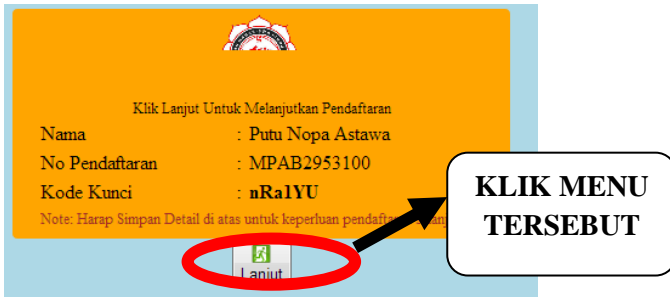 Klik Lanjut Untuk Melanjutkan Pendaftaran
Nama : Putu Nopa Astawa
No Pendaftaran : MPAB2953100
Kode Kunci : nRa1YU
Note: Harap Simpan Detail di atas untuk keperluan
Lanjut
KLIK MENU
TERSEBUT